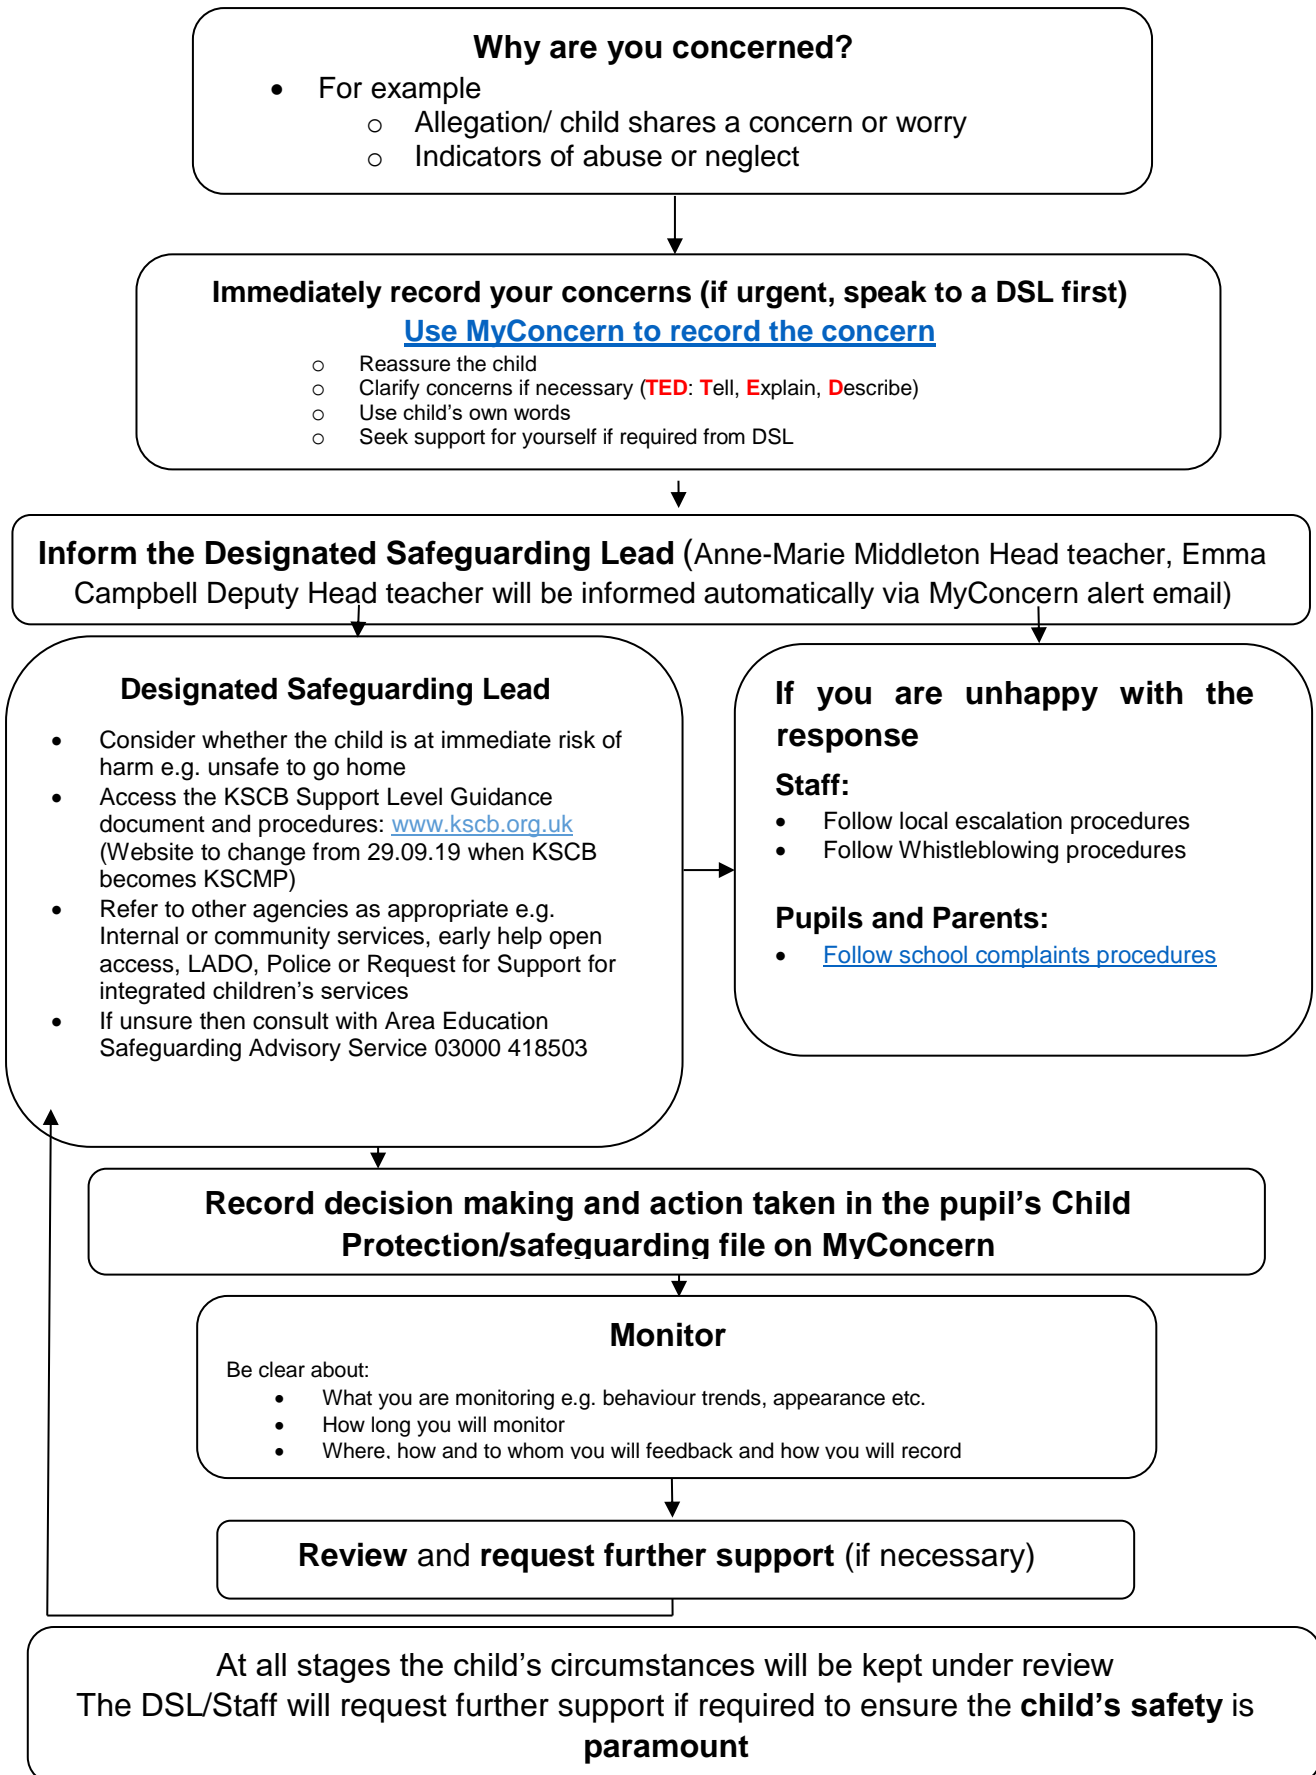 Why are you concerned?
• For example
o Allegation/ child shares a concern or worry
o Indicators of abuse or neglect
Immediately record your concerns (if urgent, speak to a DSL first)
Use MyConcern to record the concern
o Reassure the child
o Clarify concerns if necessary (TED: Tell, Explain, Describe)
o Use child’s own words
o Seek support for yourself if required from DSL
Inform the Designated Safeguarding Lead (Anne-Marie Middleton Head teacher, Emma
Campbell Deputy Head teacher will be informed automatically via MyConcern alert email)
Designated Safeguarding Lead
• Consider whether the child is at immediate risk of
harm e.g. unsafe to go home
• Access the KSCB Support Level Guidance
document and procedures: www.kscb.org.uk
(Website to change from 29.09.19 when KSCB
becomes KSCMP)
• Refer to other agencies as appropriate e.g.
Internal or community services, early help open
access, LADO, Police or Request for Support for
integrated children’s services
• If unsure then consult with Area Education
Safeguarding Advisory Service 03000 418503
If you are unhappy with the
response
Staff:
• Follow local escalation procedures
• Follow Whistleblowing procedures
Pupils and Parents:
• Follow school complaints procedures
Record decision making and action taken in the pupil’s Child
Protection/safeguarding file on MyConcern
Monitor
Be clear about:
• What you are monitoring e.g. behaviour trends, appearance etc.
• How long you will monitor
• Where, how and to whom you will feedback and how you will record
Review and request further support (if necessary)
At all stages the child’s circumstances will be kept under review
The DSL/Staff will request further support if required to ensure the child’s safety is
paramount